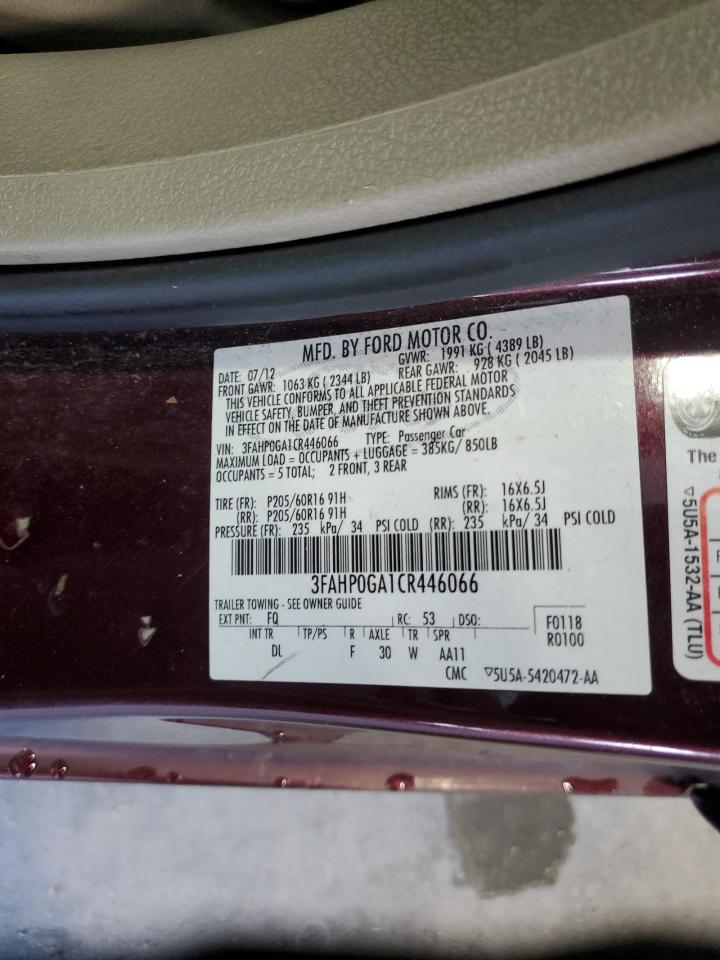 MFD. BY FORD MOTOR CO.
DATE: 07/12 GVWR: 1991 KG ( 4389 LB)
FRONT GAWR: 1063 KG ( 2344 LB) REAR GAWR: 928 KG ( 2045 LB)
THIS VEHICLE CONFORMS TO ALL APPLICABLE FEDERAL MOTOR
VEHICLE SAFETY, BUMPER, AND THEFT PREVENTION STANDARDS
IN EFFECT ON THE DATE OF MANUFACTURE SHOWN ABOVE.
VIN: 3FAHP0GA1CR446066 TYPE: Passenger Car
MAXIMUM LOAD = OCCUPANTS + LUGGAGE = 385KG/ 850LB
OCCUPANTS = 5 TOTAL; 2 FRONT, 3 REAR
TIRE (FR): P205/60R16 91H RIMS (FR): 16X6.5J
(RR): P205/60R16 91H (RR): 16X6.5J
PRESSURE (FR): 235 kPa/ 34 PSI COLD (RR): 235 kPa/ 34 PSI COLD
3FAHP0GA1CR446066
TRAILER TOWING - SEE OWNER GUIDE
EXT PNT: FQ RC: 53 DSO: F0118
INT TR TP/PS R AXLE TR SPR R0100
DL F 30 W AA11
CMC ▽5U5A-5420472-AA
The
▽5U5A-1532-AA (TLU)